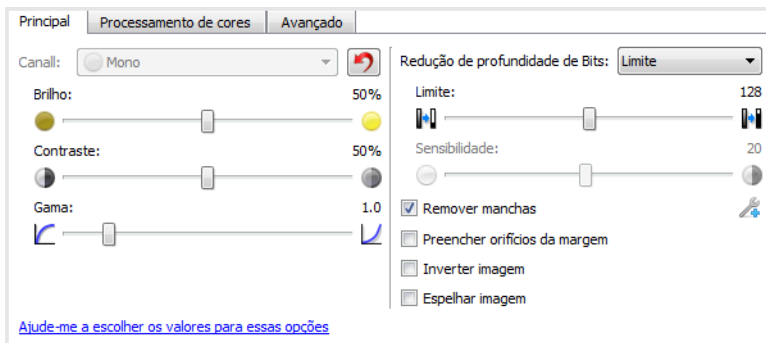 Principal Processamento de cores Avançado
Canall: Mono
Brilho: 50%
Contraste: 50%
Gama: 1.0
Redução de profundidade de Bits: Limite
Limite: 128
Sensibilidade: 20
Remover manchas
Preencher orifícios da margem
Inverter imagem
Espelhar imagem
Ajude-me a escolher os valores para essas opções